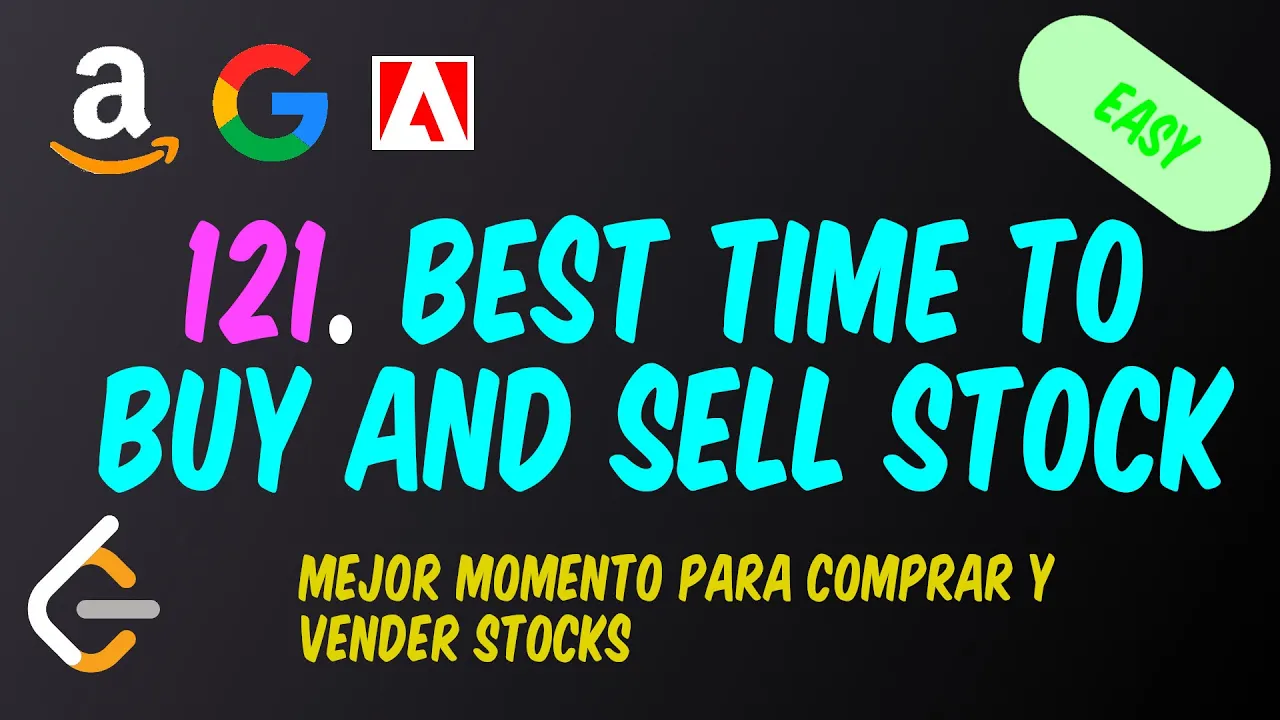 a G A
EASY
121. BEST TIME TO
BUY AND SELL STOCK
MEJOR MOMENTO PARA COMPRAR Y
VENDER STOCKS